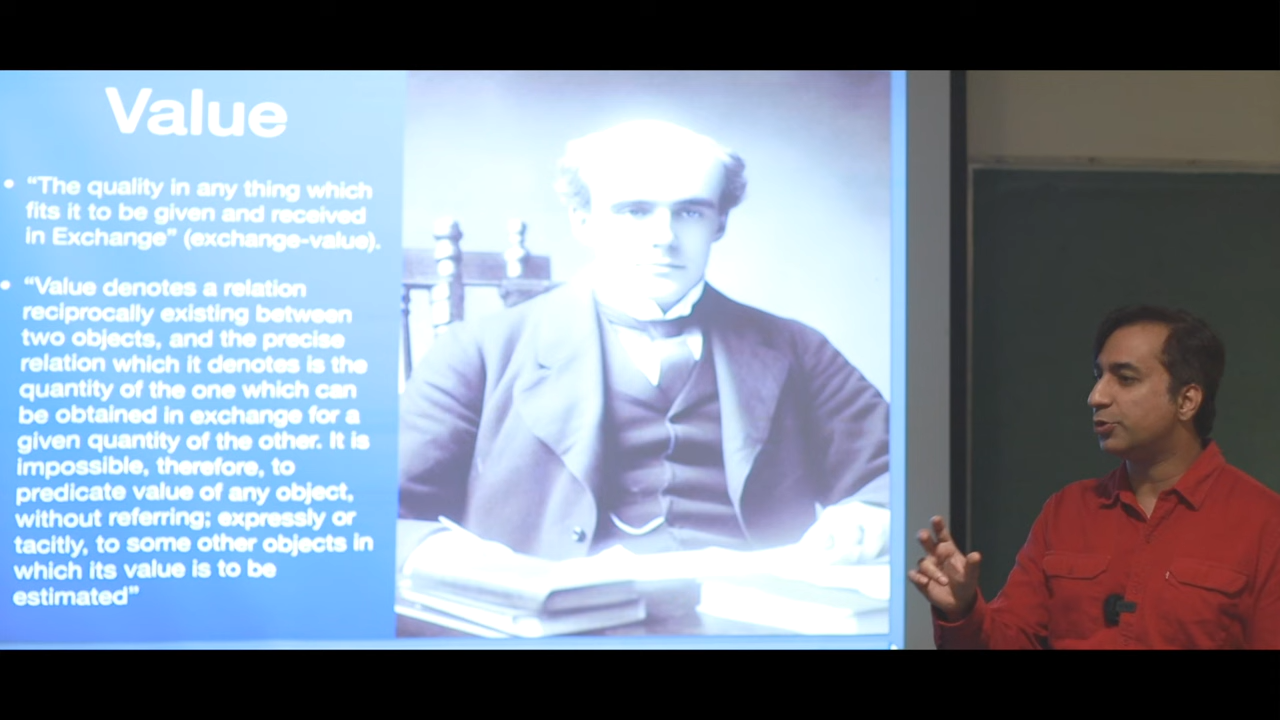 Value
• “The quality in any thing which
fits it to be given and received
in Exchange” (exchange-value).
• “Value denotes a relation
reciprocally existing between
two objects, and the precise
relation which it denotes is the
quantity of the one which can
be obtained in exchange for a
given quantity of the other. It is
impossible, therefore, to
predicate value of any object,
without referring; expressly or
tacitly, to some other objects in
which its value is to be
estimated”